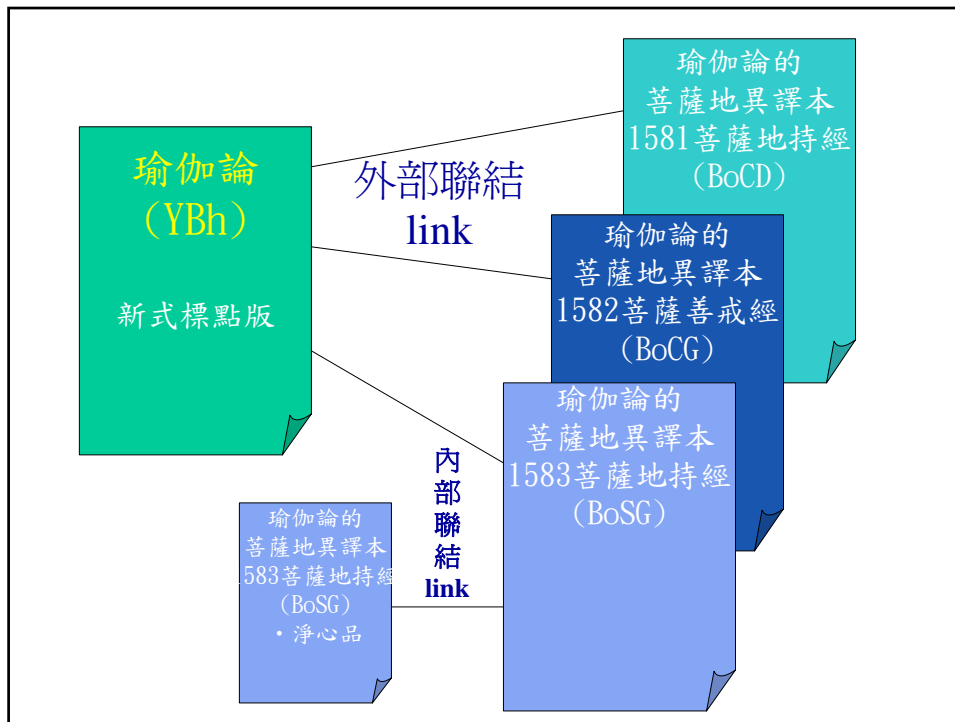 瑜伽論
(YBh)
新式標點版
外部聯結
link
瑜伽論的
菩薩地異譯本
1581菩薩地持經
(BoCD)
瑜伽論的
菩薩地異譯本
1582菩薩善戒經
(BoCG)
瑜伽論的
菩薩地異譯本
1583菩薩地持經
(BoSG)
內
部
聯
結
link
瑜伽論的
菩薩地異譯本
1583菩薩地持經
(BoSG)
・淨心品